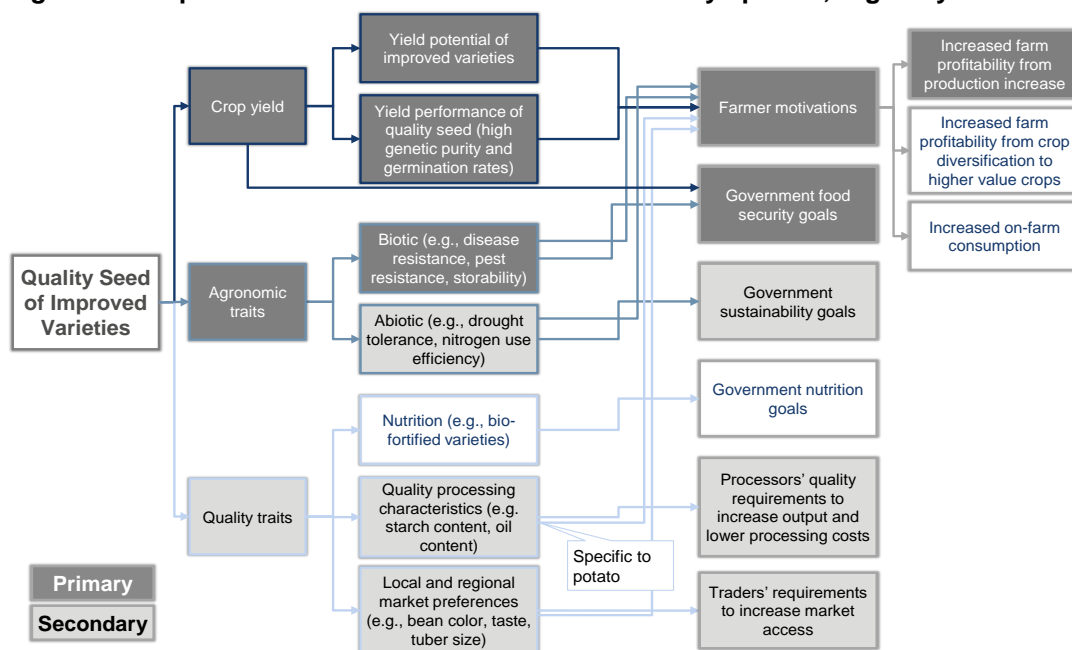 Yield potential of
improved varieties
Crop yield
Yield performance of
quality seed (high
genetic purity and
germination rates)
Farmer motivations
Increased farm
profitability from
production increase
Increased farm
profitability from crop
diversification to
higher value crops
Government food
security goals
Increased on-farm
consumption
Quality Seed
of Improved
Varieties
Agronomic
traits
Biotic (e.g., disease
resistance, pest
resistance, storability)
Abiotic (e.g., drought
tolerance, nitrogen use
efficiency)
Government
sustainability goals
Nutrition (e.g., bio-
fortified varieties)
Government nutrition
goals
Quality traits
Quality processing
characteristics (e.g.
starch content, oil
content)
Specific to
potato
Processors' quality
requirements to
increase output and
lower processing costs
Local and regional
market preferences
(e.g., bean color, taste,
tuber size)
Traders' requirements
to increase market
access
Primary
Secondary